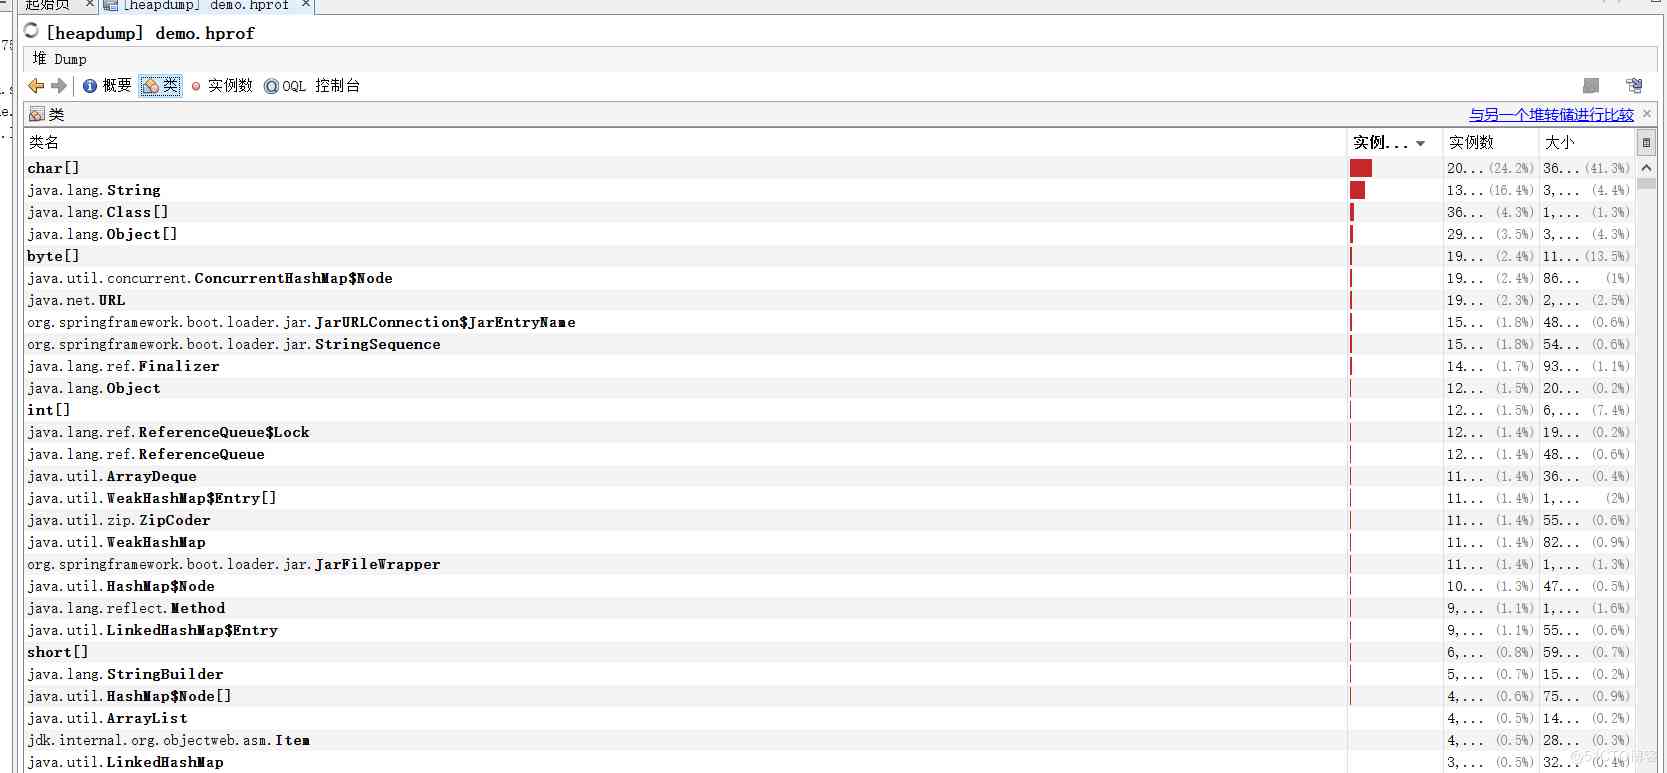 起始页 × [heapdump] demo.hprof ×
[heapdump] demo.hprof
堆 Dump
概要 类 实例数 OQL 控制台
类 与另一个堆转储进行比较 ×
类名 实例... 实例数 大小
char[] 20... (24.2%) 36... (41.3%)
java.lang.String 13... (16.4%) 3,... (4.4%)
java.lang.Class[] 36... (4.3%) 1,... (1.3%)
java.lang.Object[] 29... (3.5%) 3,... (4.3%)
byte[] 19... (2.4%) 11... (13.5%)
java.util.concurrent.ConcurrentHashMap$Node 19... (2.4%) 86... (1%)
java.net.URL 19... (2.3%) 2,... (2.5%)
org.springframework.boot.loader.jar.JarURLConnection$JarEntryName 15... (1.8%) 48... (0.6%)
org.springframework.boot.loader.jar.StringSequence 15... (1.8%) 54... (0.6%)
java.lang.ref.Finalizer 14... (1.7%) 93... (1.1%)
java.lang.Object 12... (1.5%) 20... (0.2%)
int[] 12... (1.5%) 6,... (7.4%)
java.lang.ref.ReferenceQueue$Lock 12... (1.4%) 19... (0.2%)
java.lang.ref.ReferenceQueue 12... (1.4%) 48... (0.6%)
java.util.ArrayDeque 11... (1.4%) 36... (0.4%)
java.util.WeakHashMap$Entry[] 11... (1.4%) 1,... (2%)
java.util.zip.ZipCoder 11... (1.4%) 55... (0.6%)
java.util.WeakHashMap 11... (1.4%) 82... (0.9%)
org.springframework.boot.loader.jar.JarFileWrapper 11... (1.4%) 1,... (1.3%)
java.util.HashMap$Node 10... (1.3%) 47... (0.5%)
java.lang.reflect.Method 9,... (1.1%) 1,... (1.6%)
java.util.LinkedHashMap$Entry 9,... (1.1%) 55... (0.6%)
short[] 6,... (0.8%) 59... (0.7%)
java.lang.StringBuilder 5,... (0.7%) 15... (0.2%)
java.util.HashMap$Node[] 4,... (0.6%) 75... (0.9%)
java.util.ArrayList 4,... (0.5%) 14... (0.2%)
jdk.internal.org.objectweb.asm.Item 4,... (0.5%) 28... (0.3%)
java.util.LinkedHashMap 3,... (0.5%) 32... (0.4%)
@51CTO博客